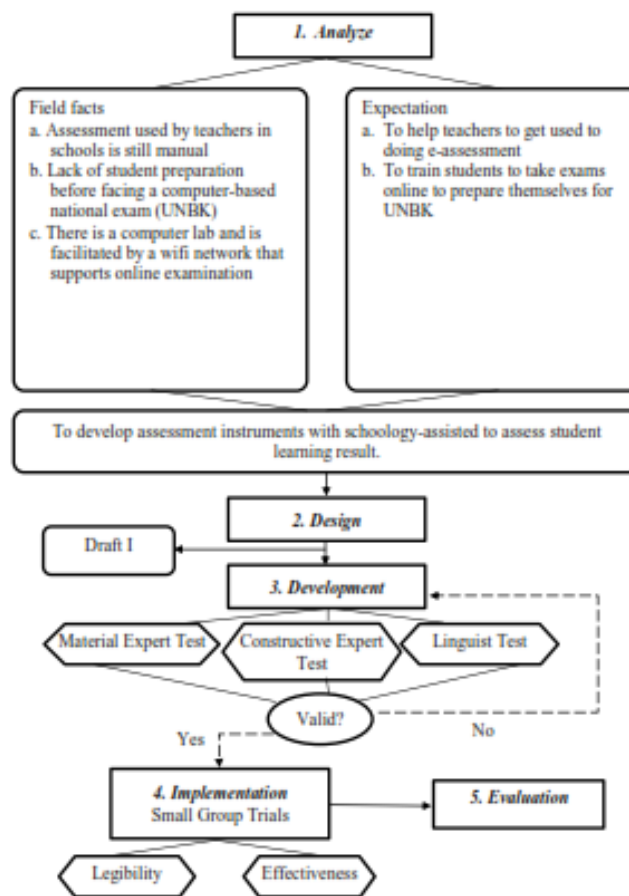 1. Analyze
Field facts
a. Assessment used by teachers in
schools is still manual
b. Lack of student preparation
before facing a computer-based
national exam (UNBK)
c. There is a computer lab and is
facilitated by a wifi network that
supports online examination
Expectation
a. To help teachers to get used to
doing e-assessment
b. To train students to take exams
online to prepare themselves for
UNBK
To develop assessment instruments with schoology-assisted to assess student
learning result.
2. Design
Draft I
3. Development
Material Expert Test
Constructive Expert
Test
Linguist Test
Valid?
Yes
No
4. Implementation
Small Group Trials
5. Evaluation
Legibility
Effectiveness